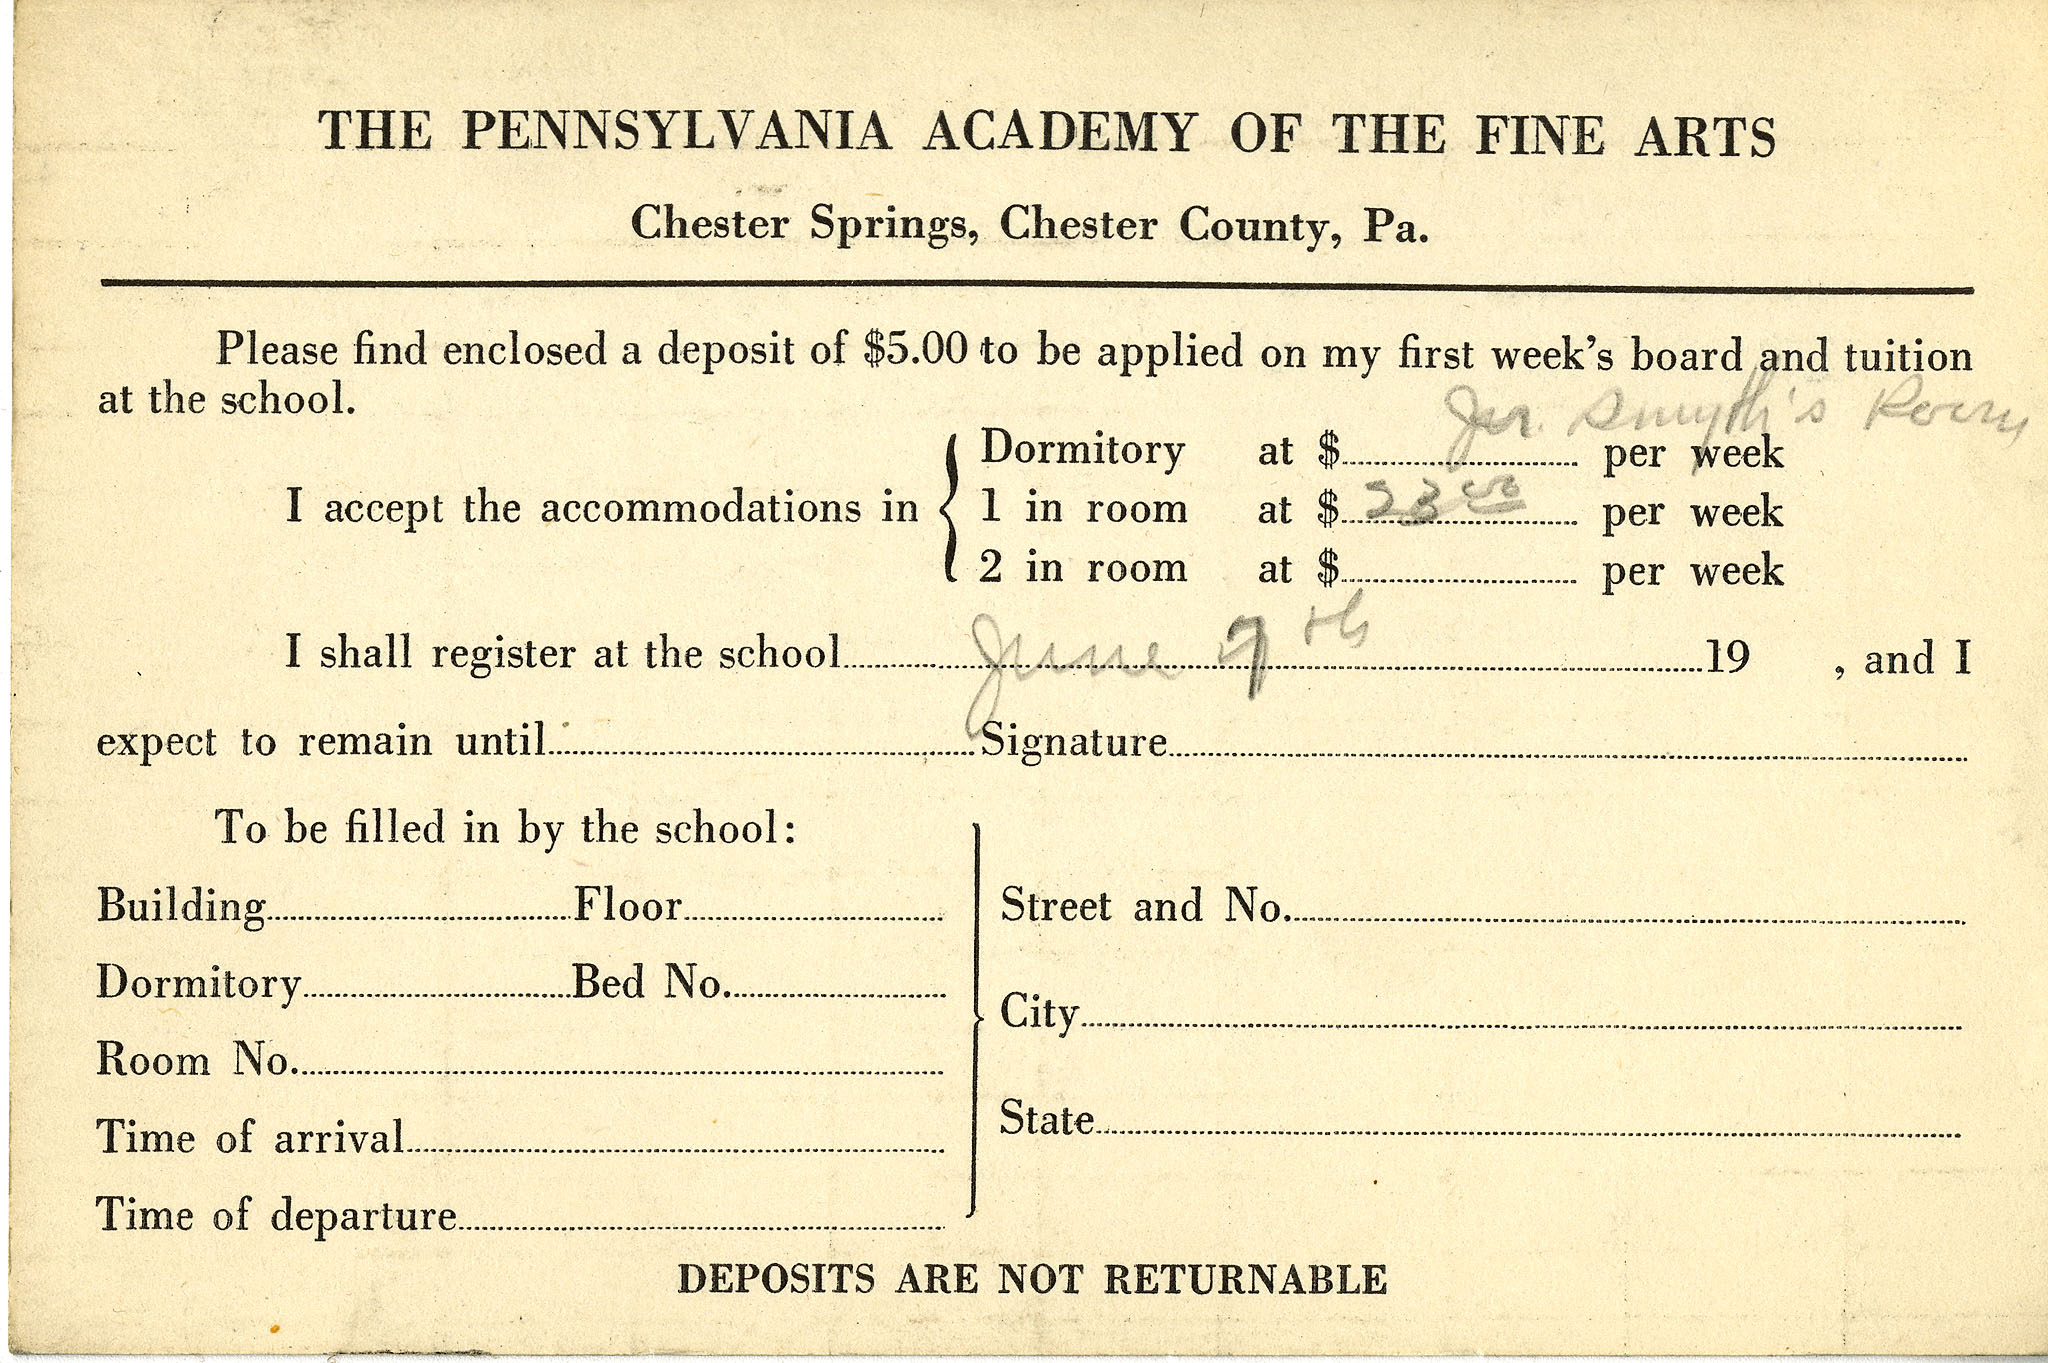 THE PENNSYLVANIA ACADEMY OF THE FINE ARTS
Chester Springs, Chester County, Pa.
Please find enclosed a deposit of $5.00 to be applied on my first week's board and tuition
at the school.
Smyth's Room
Dormitory at $ per week
I accept the accommodations in 1 in room at $ 23 00 per week
2 in room at $ per week
I shall register at the school June 7th 19 , and I
expect to remain until Signature
To be filled in by the school:
Building Floor Street and No.
Dormitory Bed No.
City
Room No.
State
Time of arrival
Time of departure
DEPOSITS ARE NOT RETURNABLE